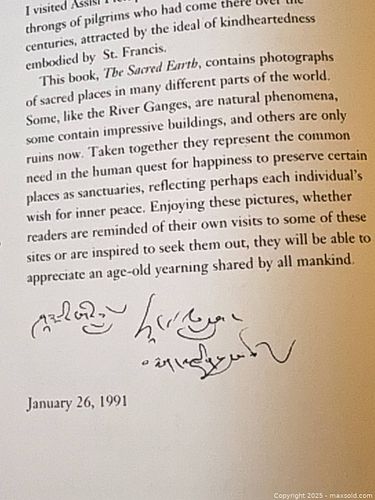 I visited Assisi
throngs of pilgrims who had come there over the
centuries, attracted by the ideal of kindheartedness
embodied by St. Francis.
This book, The Sacred Earth, contains photographs
of sacred places in many different parts of the world.
Some, like the River Ganges, are natural phenomena,
some contain impressive buildings, and others are only
ruins now. Taken together they represent the common
need in the human quest for happiness to preserve certain
places as sanctuaries, reflecting perhaps each individual's
wish for inner peace. Enjoying these pictures, whether
readers are reminded of their own visits to some of these
sites or are inspired to seek them out, they will be able to
appreciate an age-old yearning shared by all mankind.
January 26, 1991
Copyright 2025 - maxsold.com